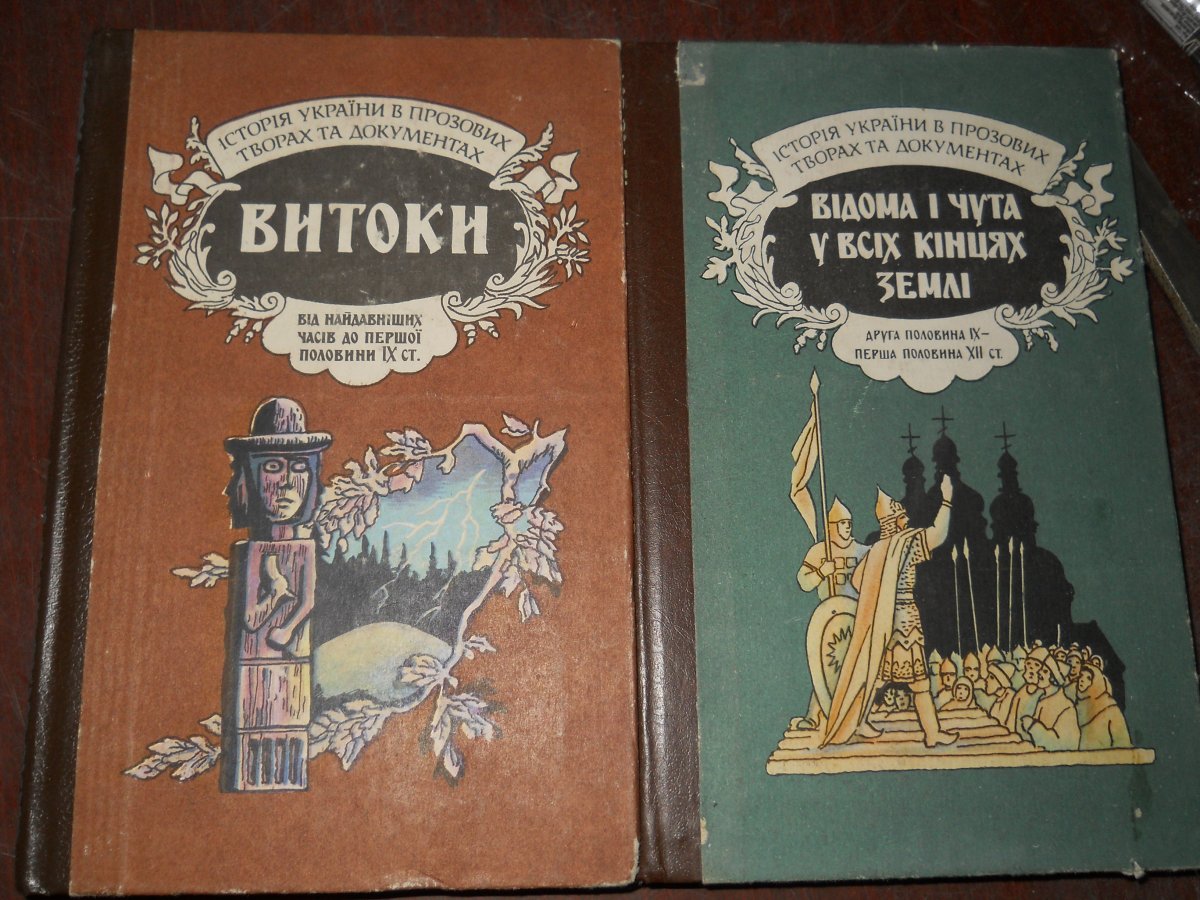 ІСТОРІЯ УКРАЇНИ В ПРОЗОВИХ
ТВОРАХ ТА ДОКУМЕНТАХ
ВИТОКИ
ВІД НАЙДАВНІШИХ
ЧАСІВ ДО ПЕРШОЇ
ПОЛОВИНИ IX СТ.
ІСТОРІЯ УКРАЇНИ В ПРОЗОВИХ
ТВОРАХ ТА ДОКУМЕНТАХ
ВІДОМА І ЧУТА
У ВСІХ КІНЦЯХ
ЗЕМЛІ
ДРУГА ПОЛОВИНА IX–
ПЕРША ПОЛОВИНА XII СТ.